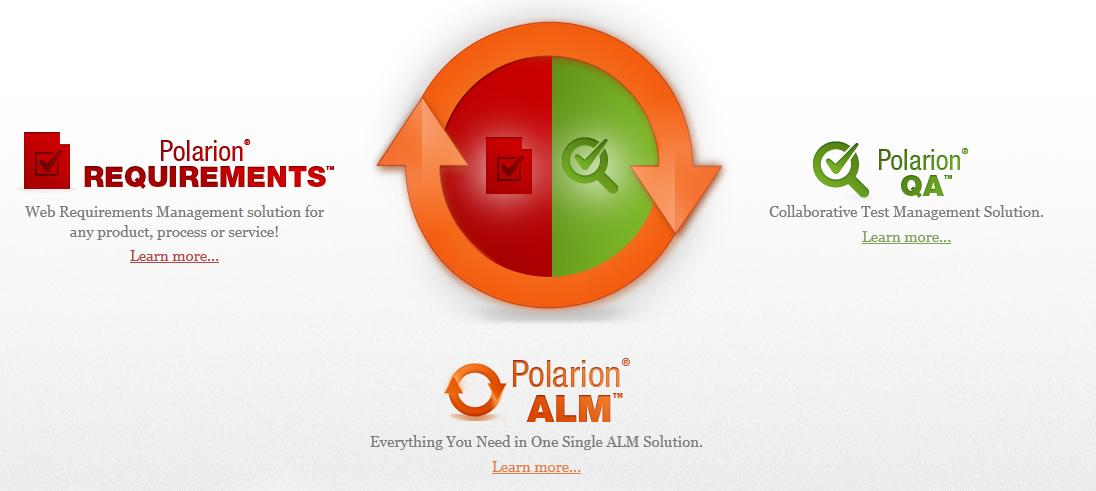 Polarion®
REQUIREMENTS™
Web Requirements Management solution for
any product, process or service!
Learn more...
Polarion®
QA™
Collaborative Test Management Solution.
Learn more...
Polarion®
ALM™
Everything You Need in One Single ALM Solution.
Learn more...